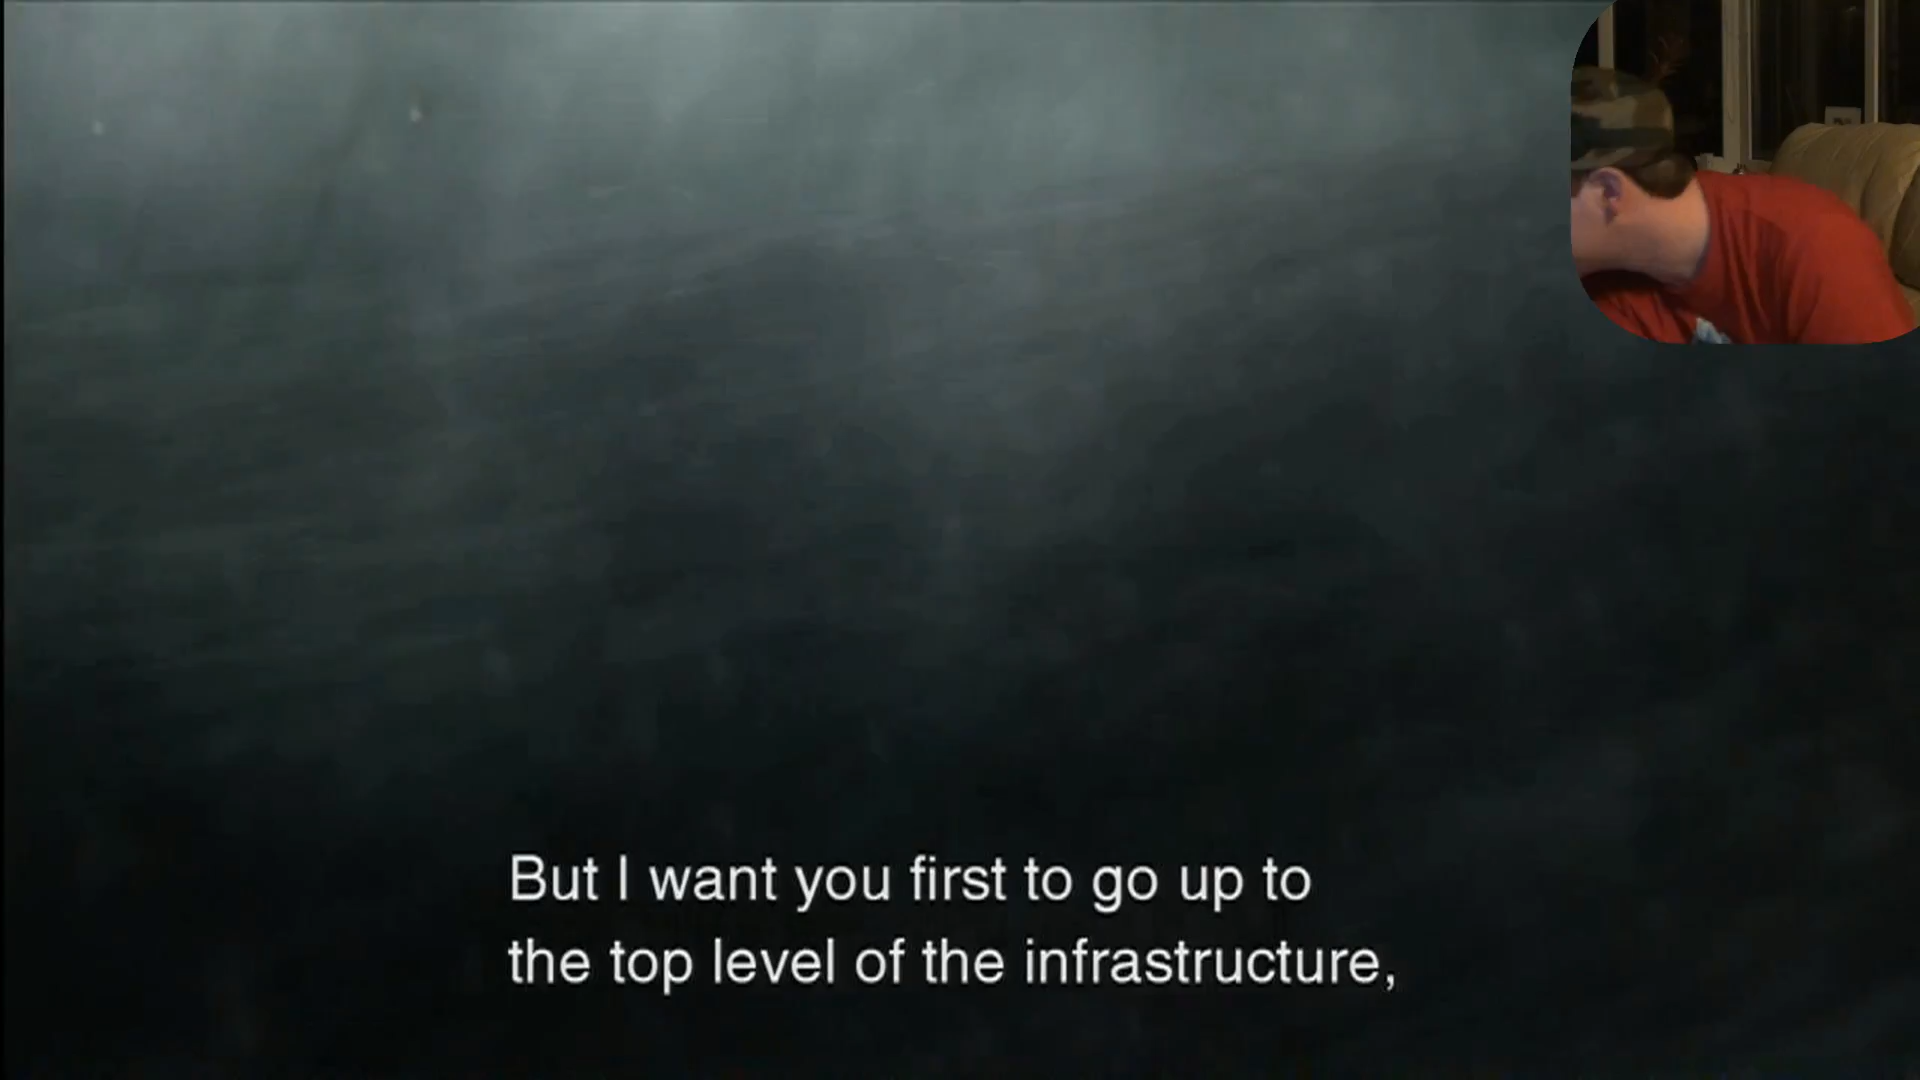 But I want you first to go up to
the top level of the infrastructure,